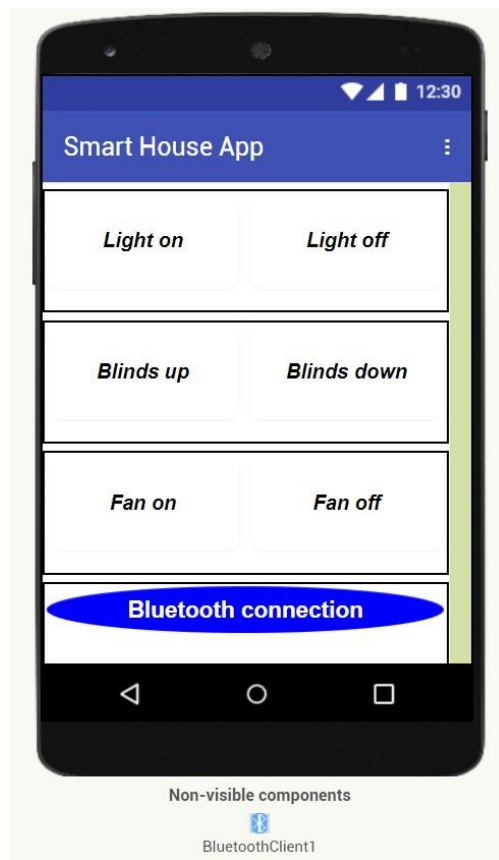 12:30
Smart House App
Light on Light off
Blinds up Blinds down
Fan on Fan off
Bluetooth connection
Non-visible components
BluetoothClient1